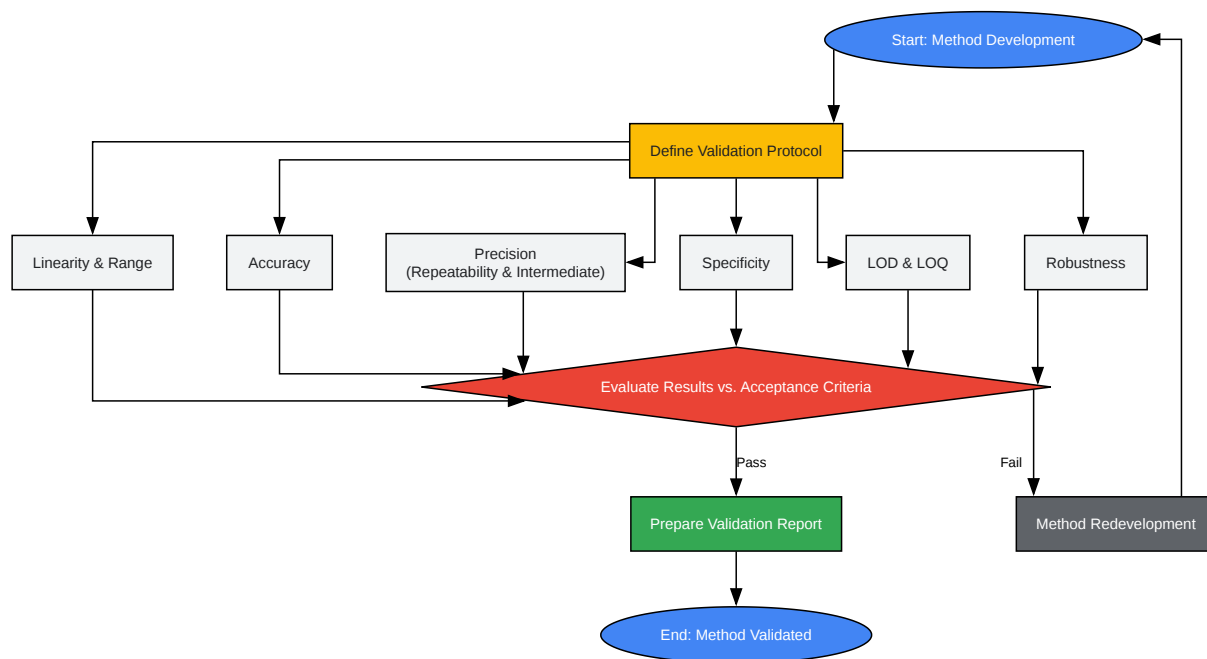 Start: Method Development
Define Validation Protocol
Linearity & Range
Accuracy
Precision
(Repeatability & Intermediate)
Specificity
LOD & LOQ
Robustness
Evaluate Results vs. Acceptance Criteria
Pass
Fail
Prepare Validation Report
Method Redevelopment
End: Method Validated